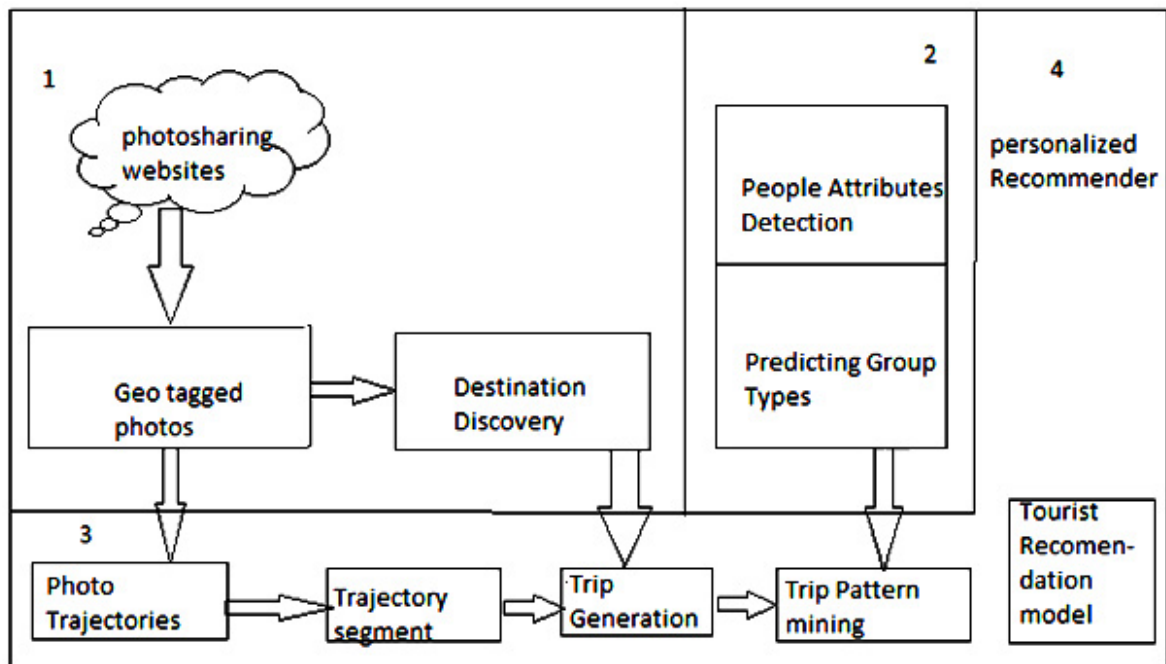 1
photosharing
websites
Geo tagged
photos
Destination
Discovery
2
People Attributes
Detection
Predicting Group
Types
3
Photo
Trajectories
Trajectory
segment
Trip
Generation
Trip Pattern
mining
4
personalized
Recommender
Tourist
Recomen-
dation
model